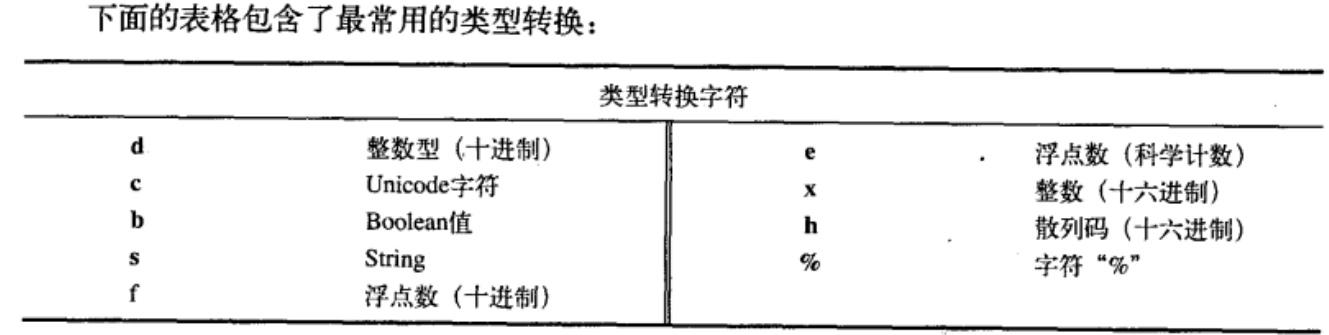 下面的表格包含了最常用的类型转换：
类型转换字符
d 整数型（十进制） e 浮点数（科学计数）
c Unicode字符 x 整数（十六进制）
b Boolean值 h 散列码（十六进制）
s String % 字符“%”
f 浮点数（十进制）